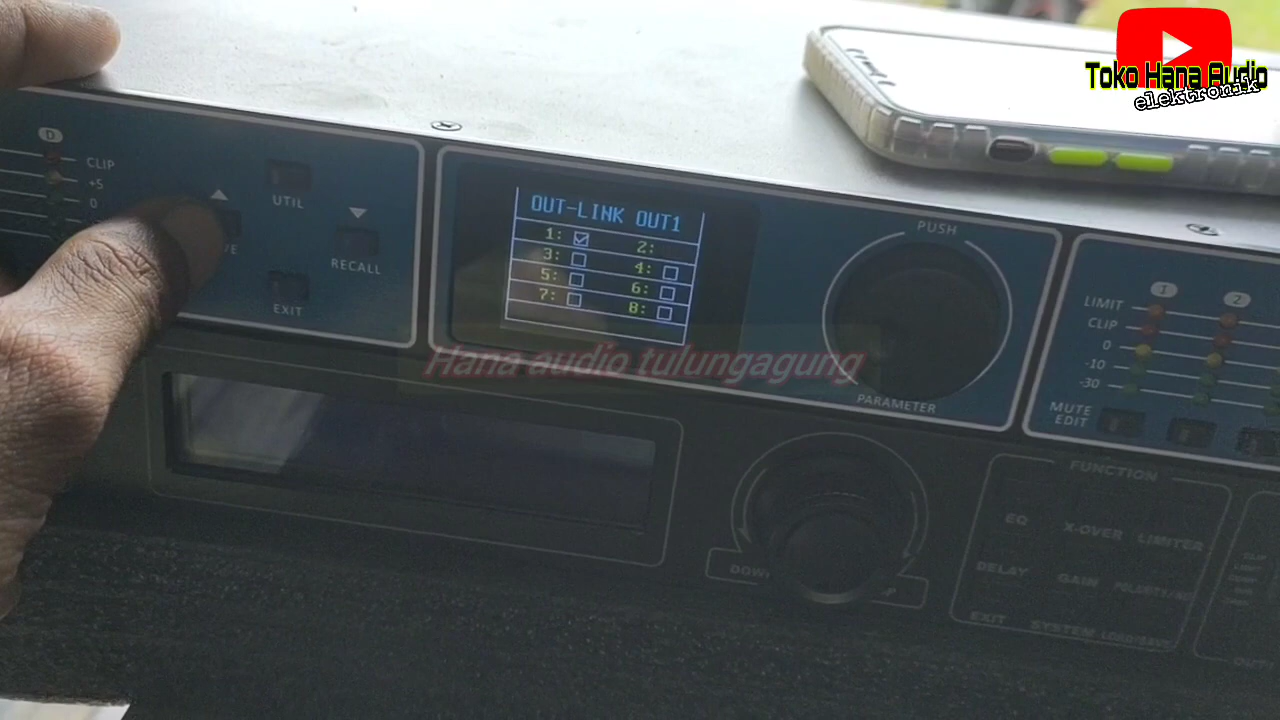 Toko Hana Audio
elektronik
D
CLIP
+5
0
UTIL
RECALL
EXIT
OUT-LINK OUT1
1: 2:
3: 4:
5: 6:
7: 8:
PUSH
PARAMETER
1 2
LIMIT
CLIP
0
-10
-30
MUTE
EDIT
Hana audio tulungagung
FUNCTION
EQ X-OVER LIMITER
DELAY GAIN
EXIT SYSTEM LOAD/SAVE